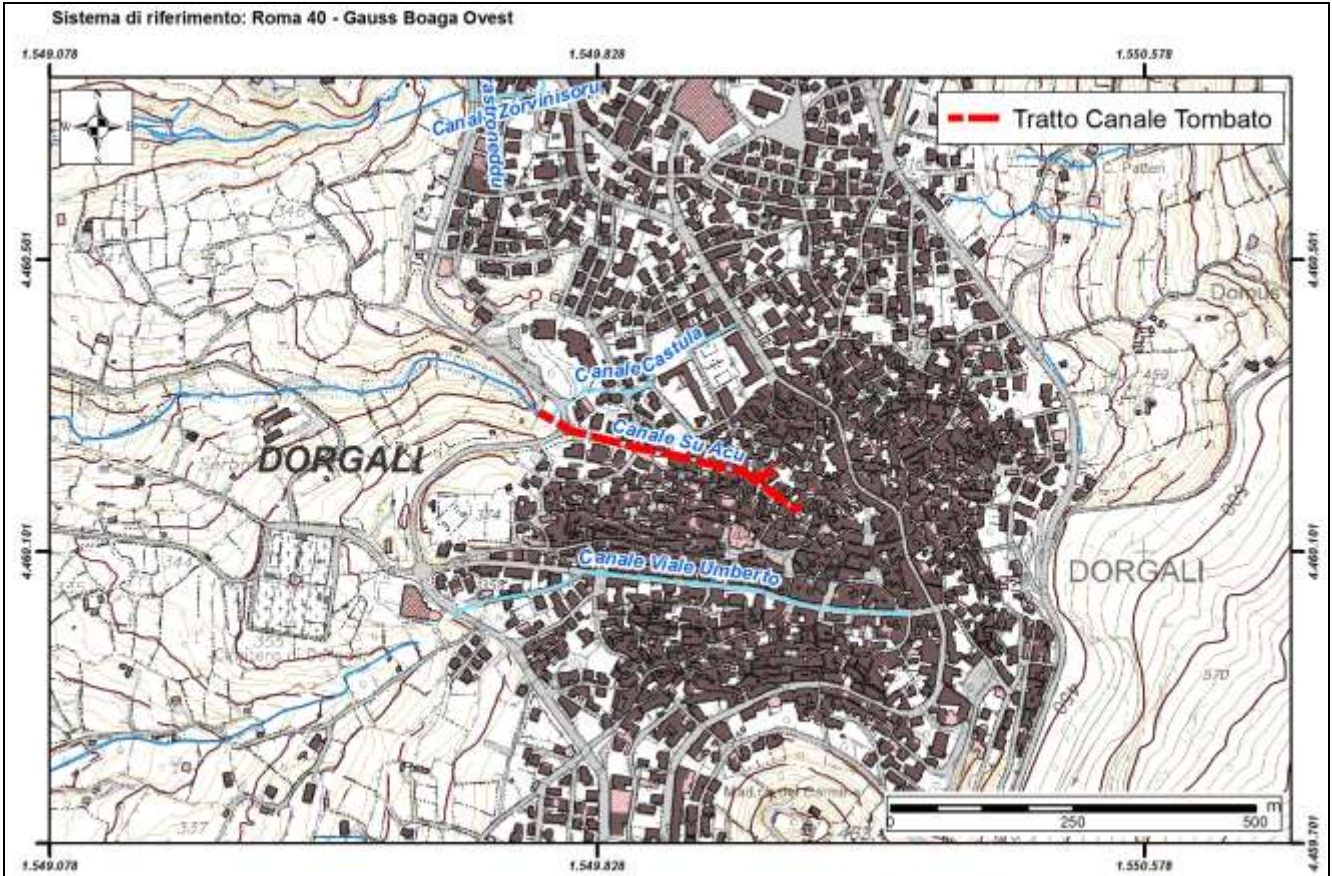 Sistema di riferimento: Roma 40 - Gauss Boaga Ovest
1.549.078
1.549.828
1.550.578
Tratto Canale Tombato
W
E
Canale Zorvinisoru
346
4.460.501
4.460.501
Canale Castula
459
Canale Su Acu
DORGALI
4.460.101
4.460.101
Canale Viale Umberto
DORGALI
570
337
m
0
250
500
4.459.701
1.549.078
1.549.828
1.550.578